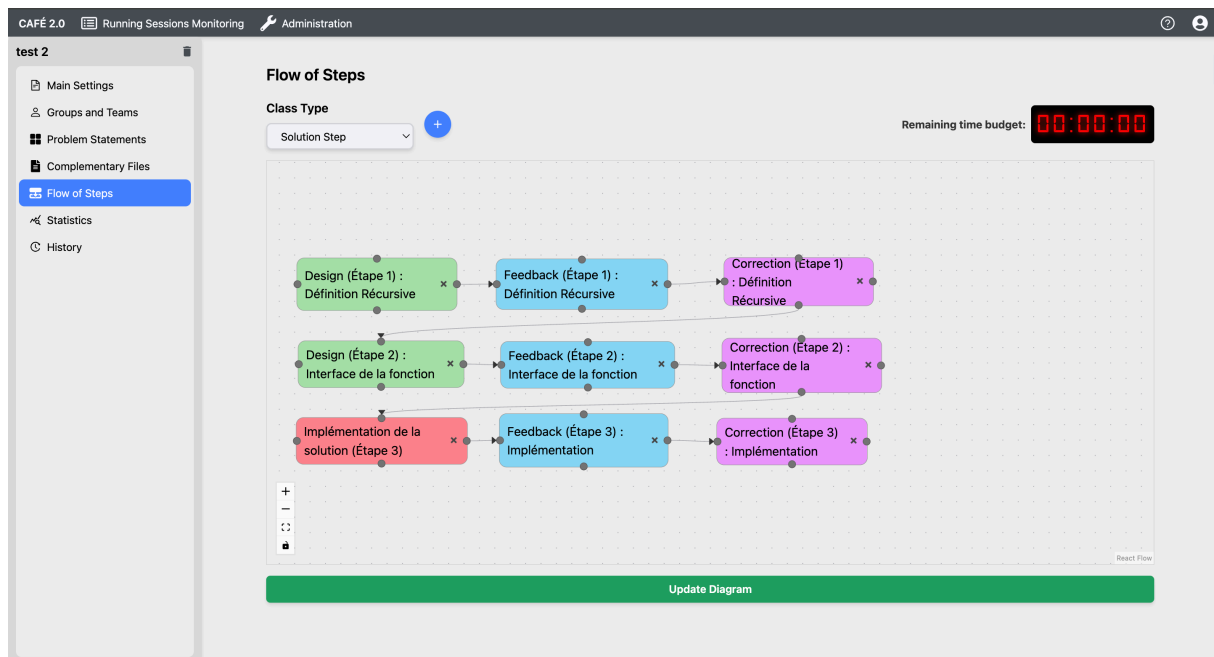 CAFÉ 2.0 Running Sessions Monitoring Administration
test 2
Main Settings
Groups and Teams
Problem Statements
Complementary Files
Flow of Steps
Statistics
History
Flow of Steps
Class Type
Solution Step
+
Remaining time budget: 00:00:00
Design (Étape 1) :
Définition Récursive
Feedback (Étape 1) :
Définition Récursive
Correction (Étape 1)
: Définition
Récursive
Design (Étape 2) :
Interface de la fonction
Feedback (Étape 2) :
Interface de la fonction
Correction (Étape 2) :
Interface de la
fonction
Implémentation de la
solution (Étape 3)
Feedback (Étape 3) :
Implémentation
Correction (Étape 3)
: Implémentation
React Flow
Update Diagram